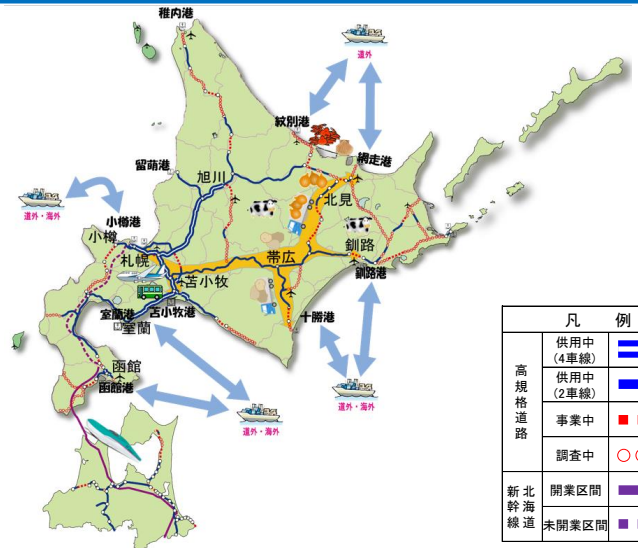 稚内港
道外
紋別港
網走港
留萌港
旭川
北見
道外・海外
小樽港
小樽
札幌
帯広
釧路
釧路港
苫小牧
室蘭港
苫小牧港
室蘭
十勝港
函館
函館港
道外・海外
道外・海外
凡 例
高規格道路
供用中
(4車線)
供用中
(2車線)
事業中
調査中
北海道
新幹線
開業区間
未開業区間